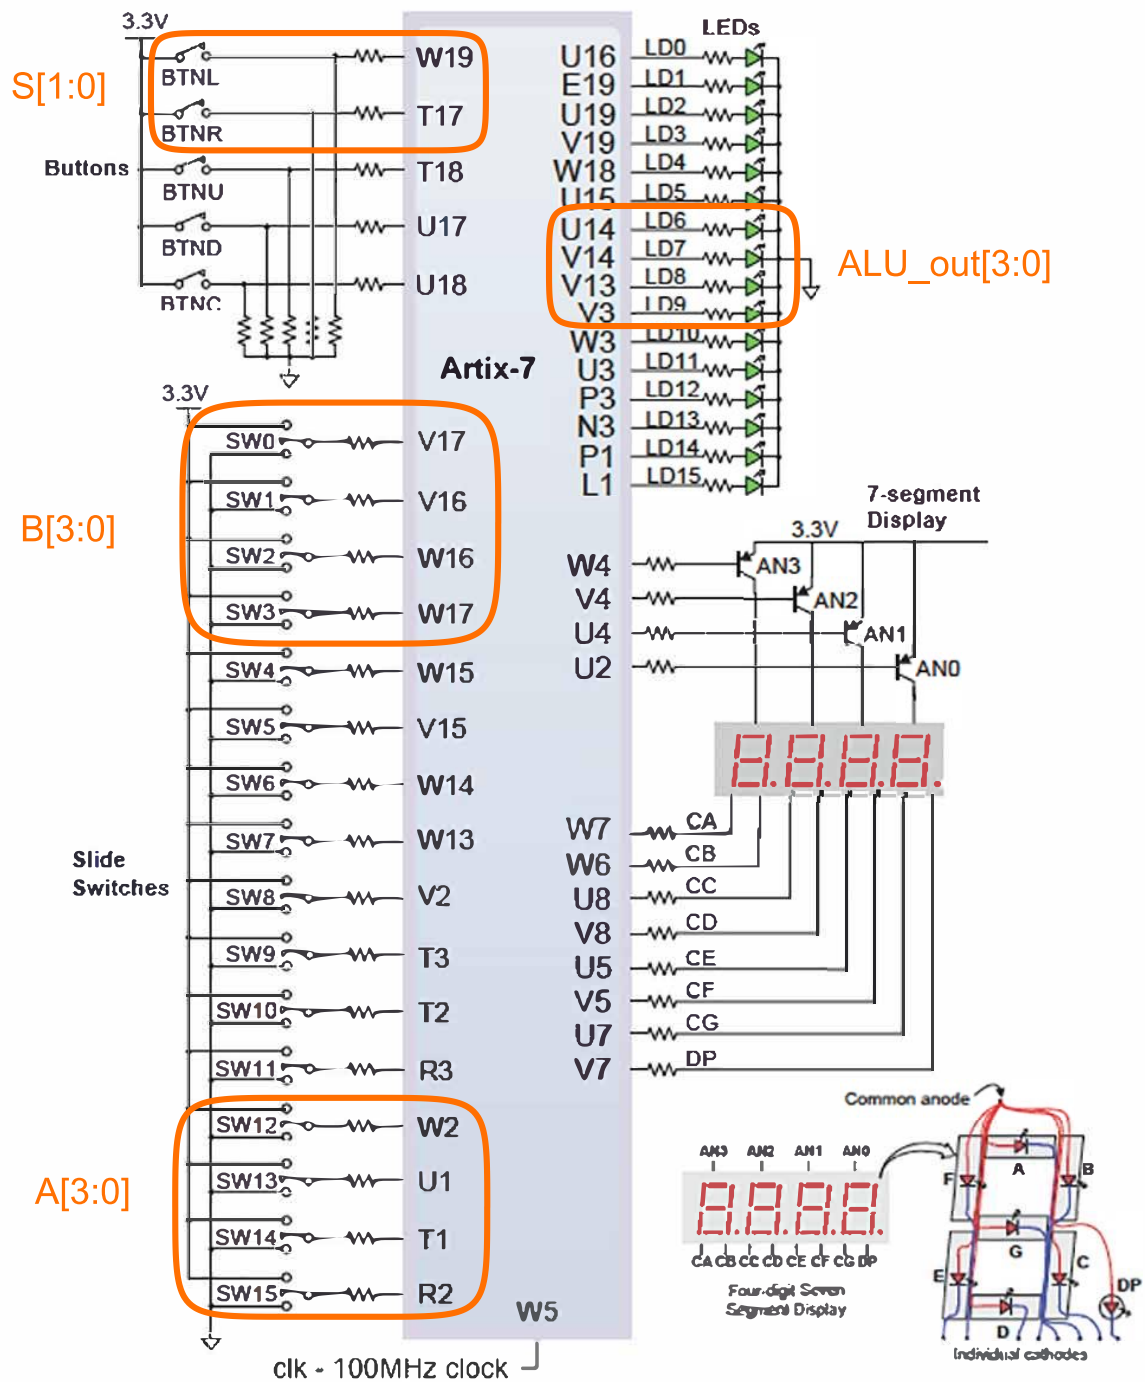 3.3V
S[1:0]
BTNL
W19
BTNR
T17
Buttons
BTNU
T18
BTND
U17
BTNC
U18
LEDs
U16 LD0
E19 LD1
U19 LD2
V19 LD3
W18 LD4
U15 LD5
U14 LD6
V14 LD7
V13 LD8
V3 LD9
W3 LD10
U3 LD11
P3 LD12
N3 LD13
P1 LD14
L1 LD15
ALU_out[3:0]
Artix-7
3.3V
B[3:0]
SW0 V17
SW1 V16
SW2 W16
SW3 W17
SW4 W15
SW5 V15
SW6 W14
SW7 W13
Slide
Switches
SW8 V2
SW9 T3
SW10 T2
SW11 R3
A[3:0]
SW12 W2
SW13 U1
SW14 T1
SW15 R2
7-segment
Display
3.3V
W4 AN3
V4 AN2
U4 AN1
U2 AN0
W7 CA
W6 CB
U8 CC
V8 CD
U5 CE
V5 CF
U7 CG
V7 DP
W5
clk - 100MHz clock
AN3 AN2 AN1 AN0
CA CB CC CD CE CF CG DP
Four-digit Seven
Segment Display
Common anode
A
B
F
G
E
C
D
DP
Individual cathodes